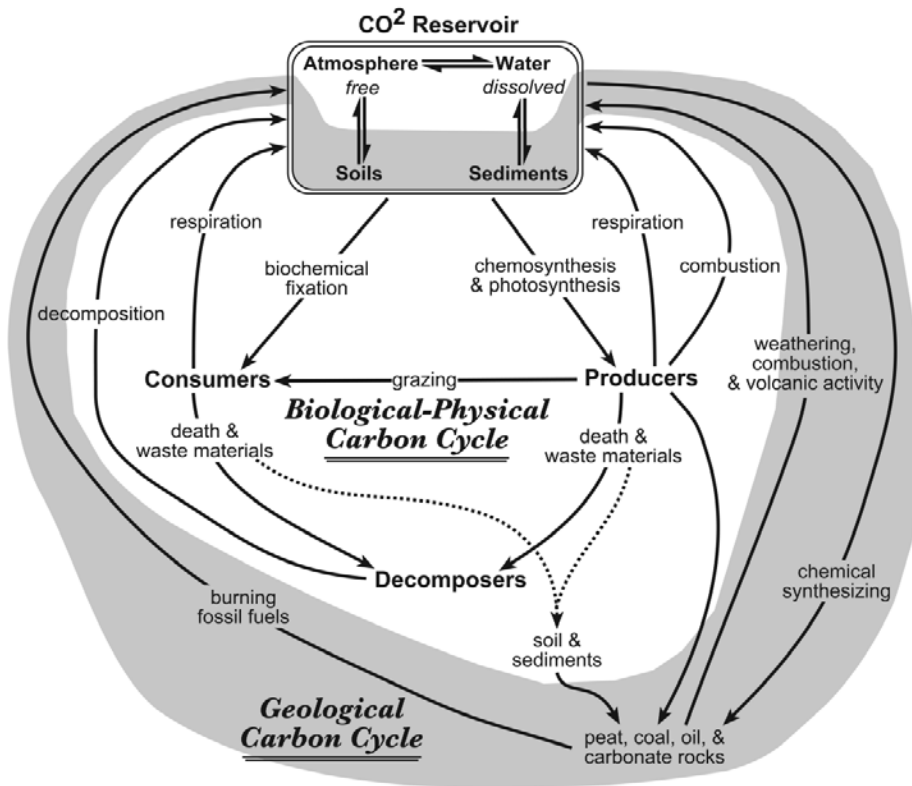 CO² Reservoir
Atmosphere
Water
free
dissolved
Soils
Sediments
respiration
respiration
biochemical
fixation
chemosynthesis
& photosynthesis
combustion
decomposition
weathering,
combustion,
& volcanic activity
Consumers
grazing
Producers
Biological-Physical
Carbon Cycle
death &
waste materials
death &
waste materials
Decomposers
burning
fossil fuels
chemical
synthesizing
soil &
sediments
Geological
Carbon Cycle
peat, coal, oil, &
carbonate rocks